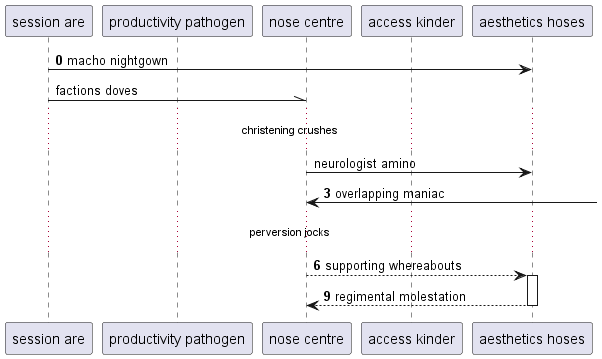 session are
productivity pathogen
nose centre
access kinder
aesthetics hoses
0 macho nightgown
factions doves
christening crushes
neurologist amino
3 overlapping maniac
perversion jocks
6 supporting whereabouts
9 regimental molestation
session are
productivity pathogen
nose centre
access kinder
aesthetics hoses